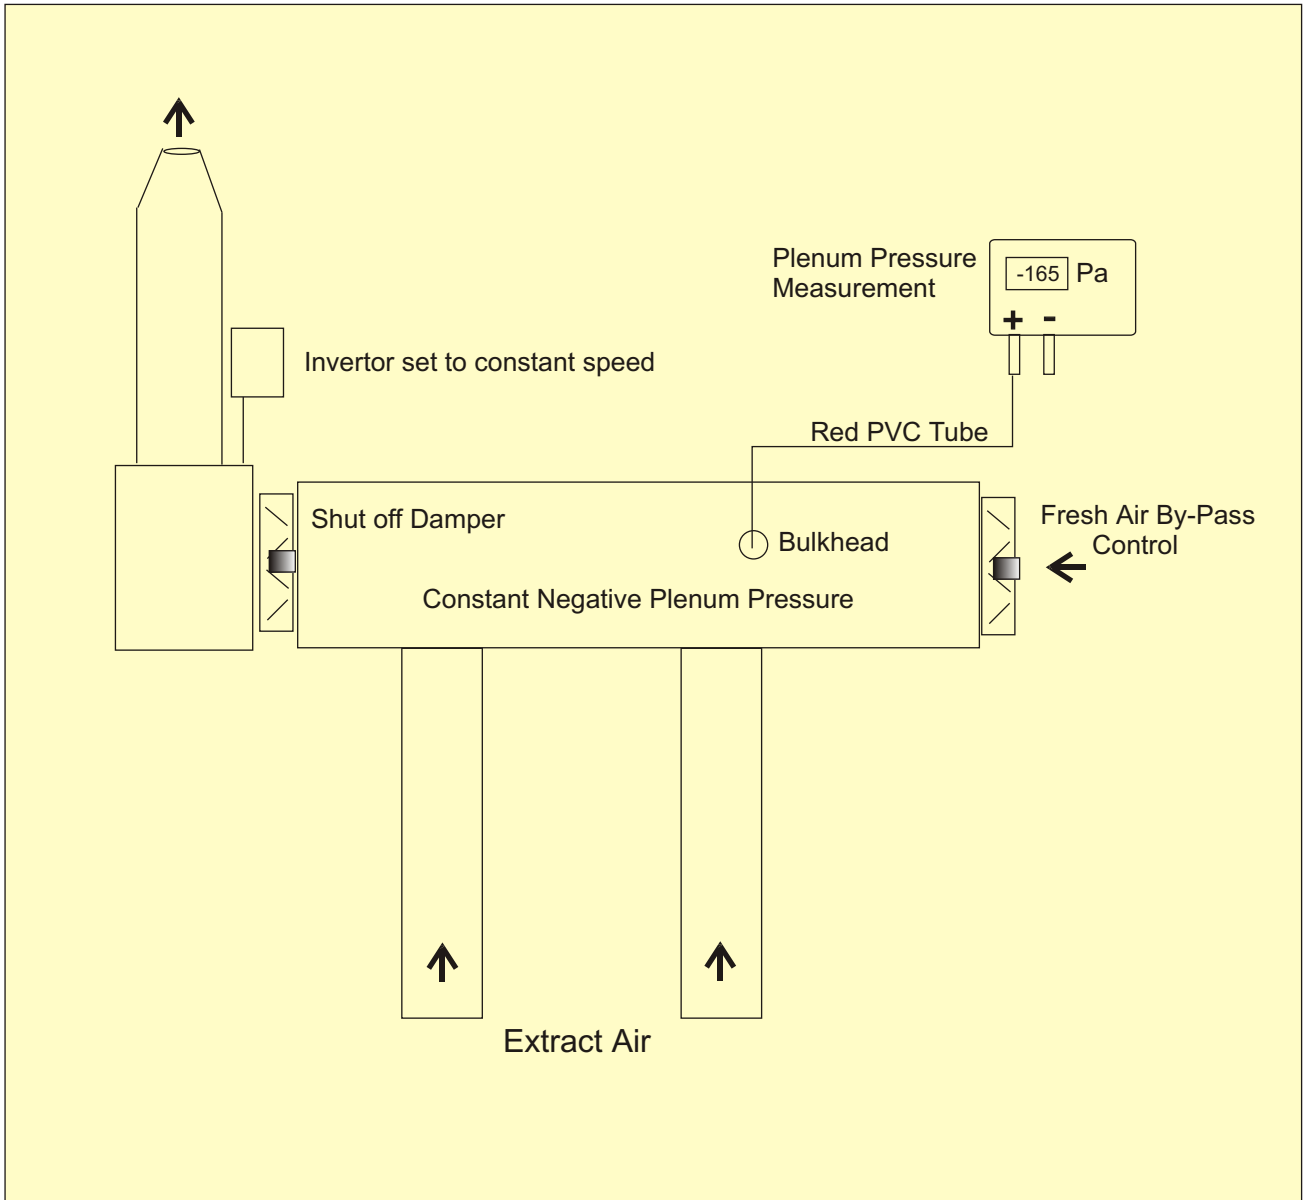 Plenum Pressure
Measurement
-165 Pa
+ -
Invertor set to constant speed
Red PVC Tube
Shut off Damper
Bulkhead
Fresh Air By-Pass
Control
Constant Negative Plenum Pressure
Extract Air